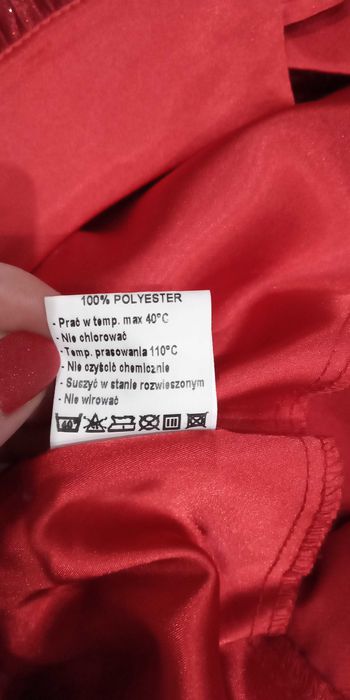 100% POLYESTER
- Prać w temp. max 40°C
- Nie chlorować
- Temp. prasowania 110°C
- Nie czyścić chemicznie
- Suszyć w stanie rozwieszonym
- Nie wirować
40